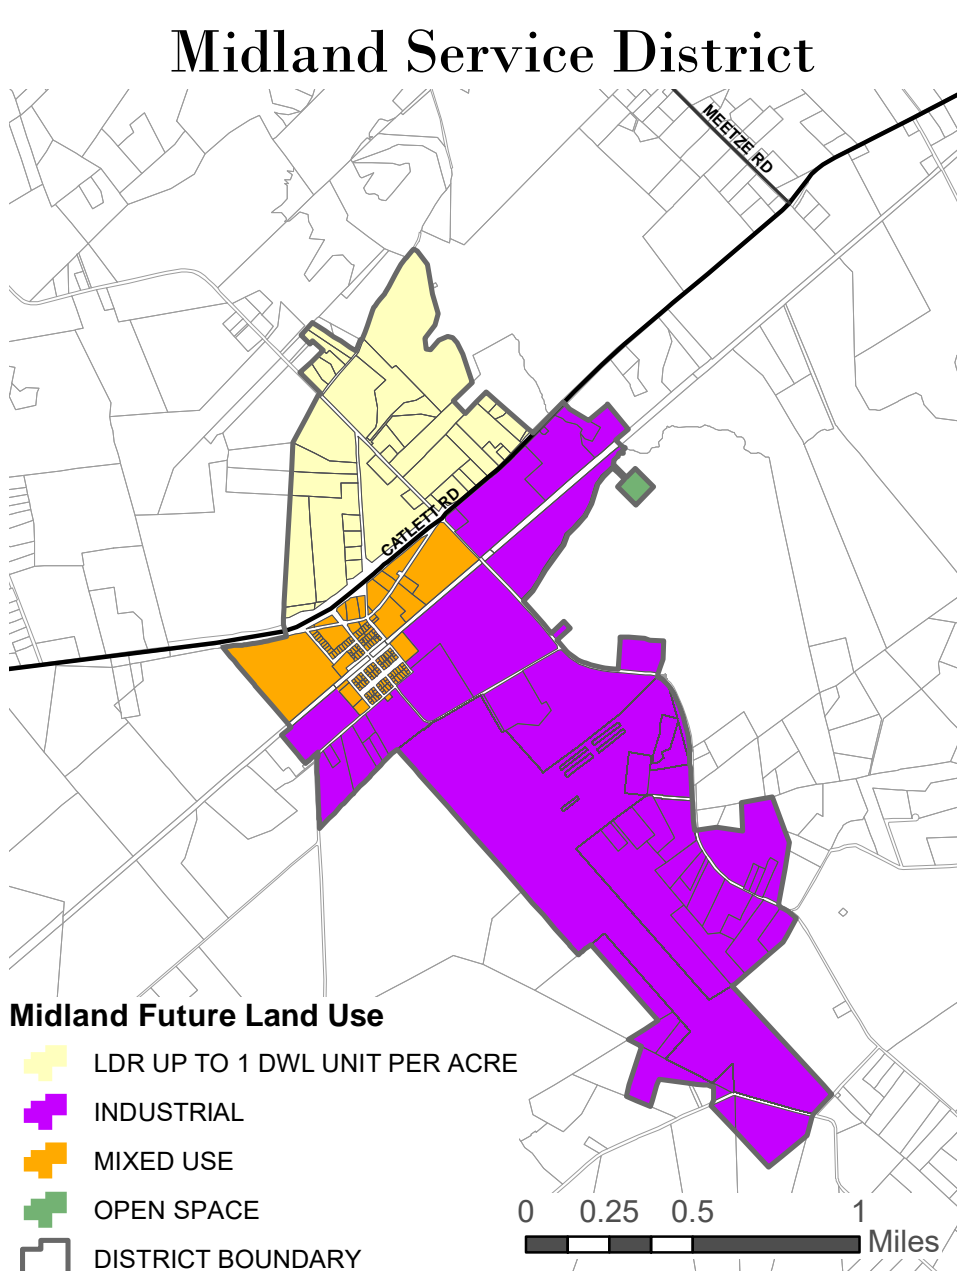 Midland Service District
MEETZE RD
CATLETT RD
Midland Future Land Use
LDR UP TO 1 DWL UNIT PER ACRE
INDUSTRIAL
MIXED USE
OPEN SPACE
DISTRICT BOUNDARY
0 0.25 0.5 1
Miles